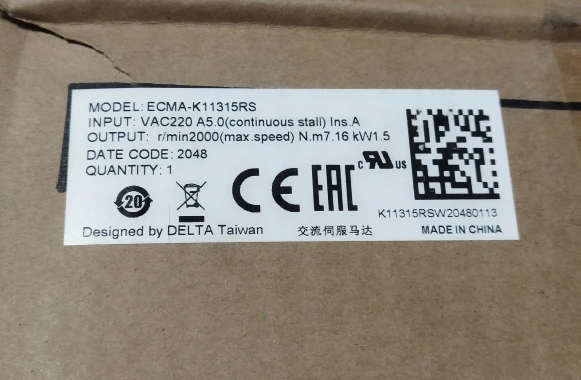 MODEL: ECMA-K11315RS
INPUT: VAC220 A5.0(continuous stall) Ins.A
OUTPUT: r/min2000(max.speed) N.m7.16 kW1.5
DATE CODE: 2048
QUANTITY: 1
20
CE EAC c RU US
K11315RSW20480113
Designed by DELTA Taiwan 交流伺服马达 MADE IN CHINA